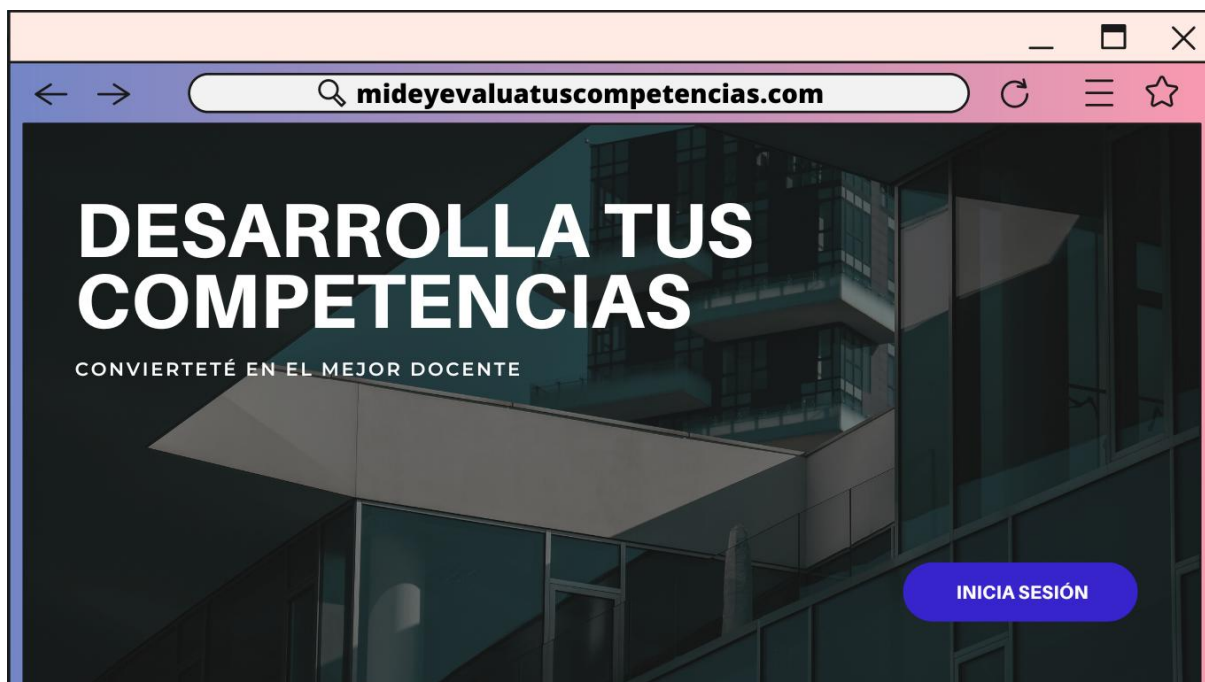 mideyevaluatuscompetencias.com
DESARROLLA TUS
COMPETENCIAS
CONVIERTETÉ EN EL MEJOR DOCENTE
INICIA SESIÓN